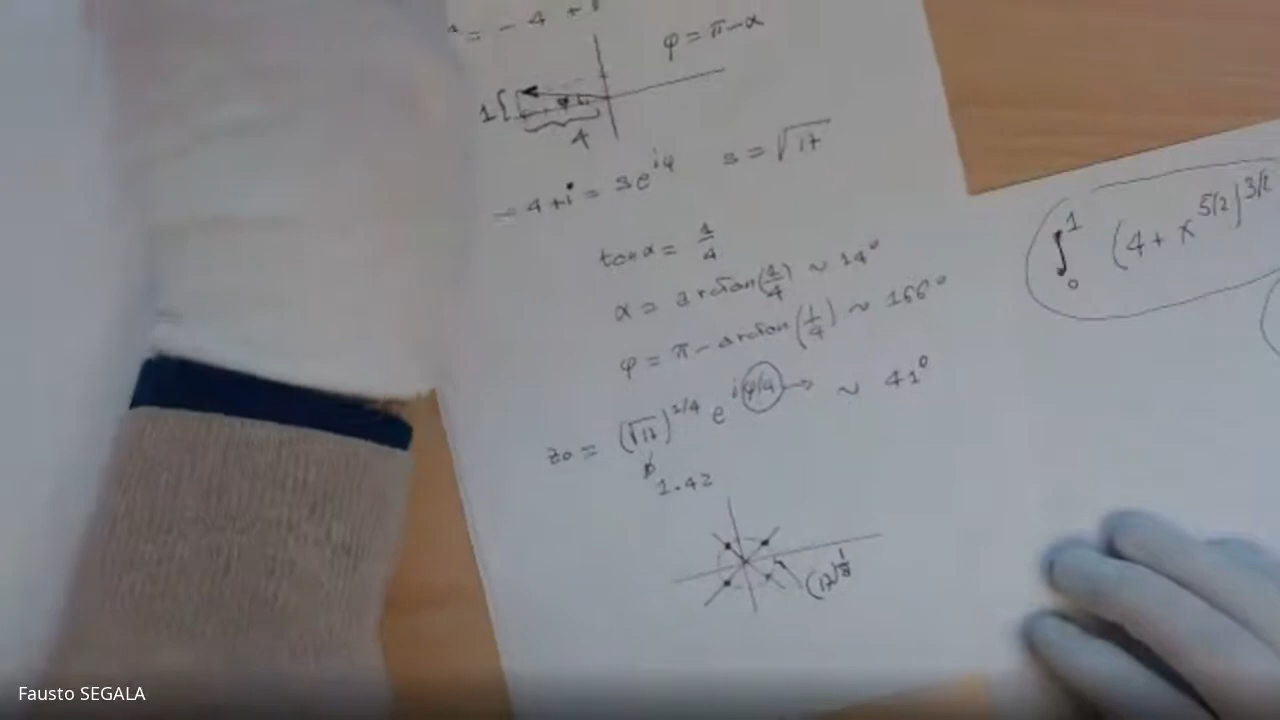 = - 4 + i
φ = π - α
1{
4
- 4 + i = s e^{iφ} s = √17
tan α = 1/4
α = arctan(1/4) ~ 14°
φ = π - arctan(1/4) ~ 166°
z₀ = (√17)^{1/4} e^{iφ/4} → ~ 41°
1.42
(17)^{1/8}
∫₀¹ (4 + x^{5/2})^{3/2}
Fausto SEGALA